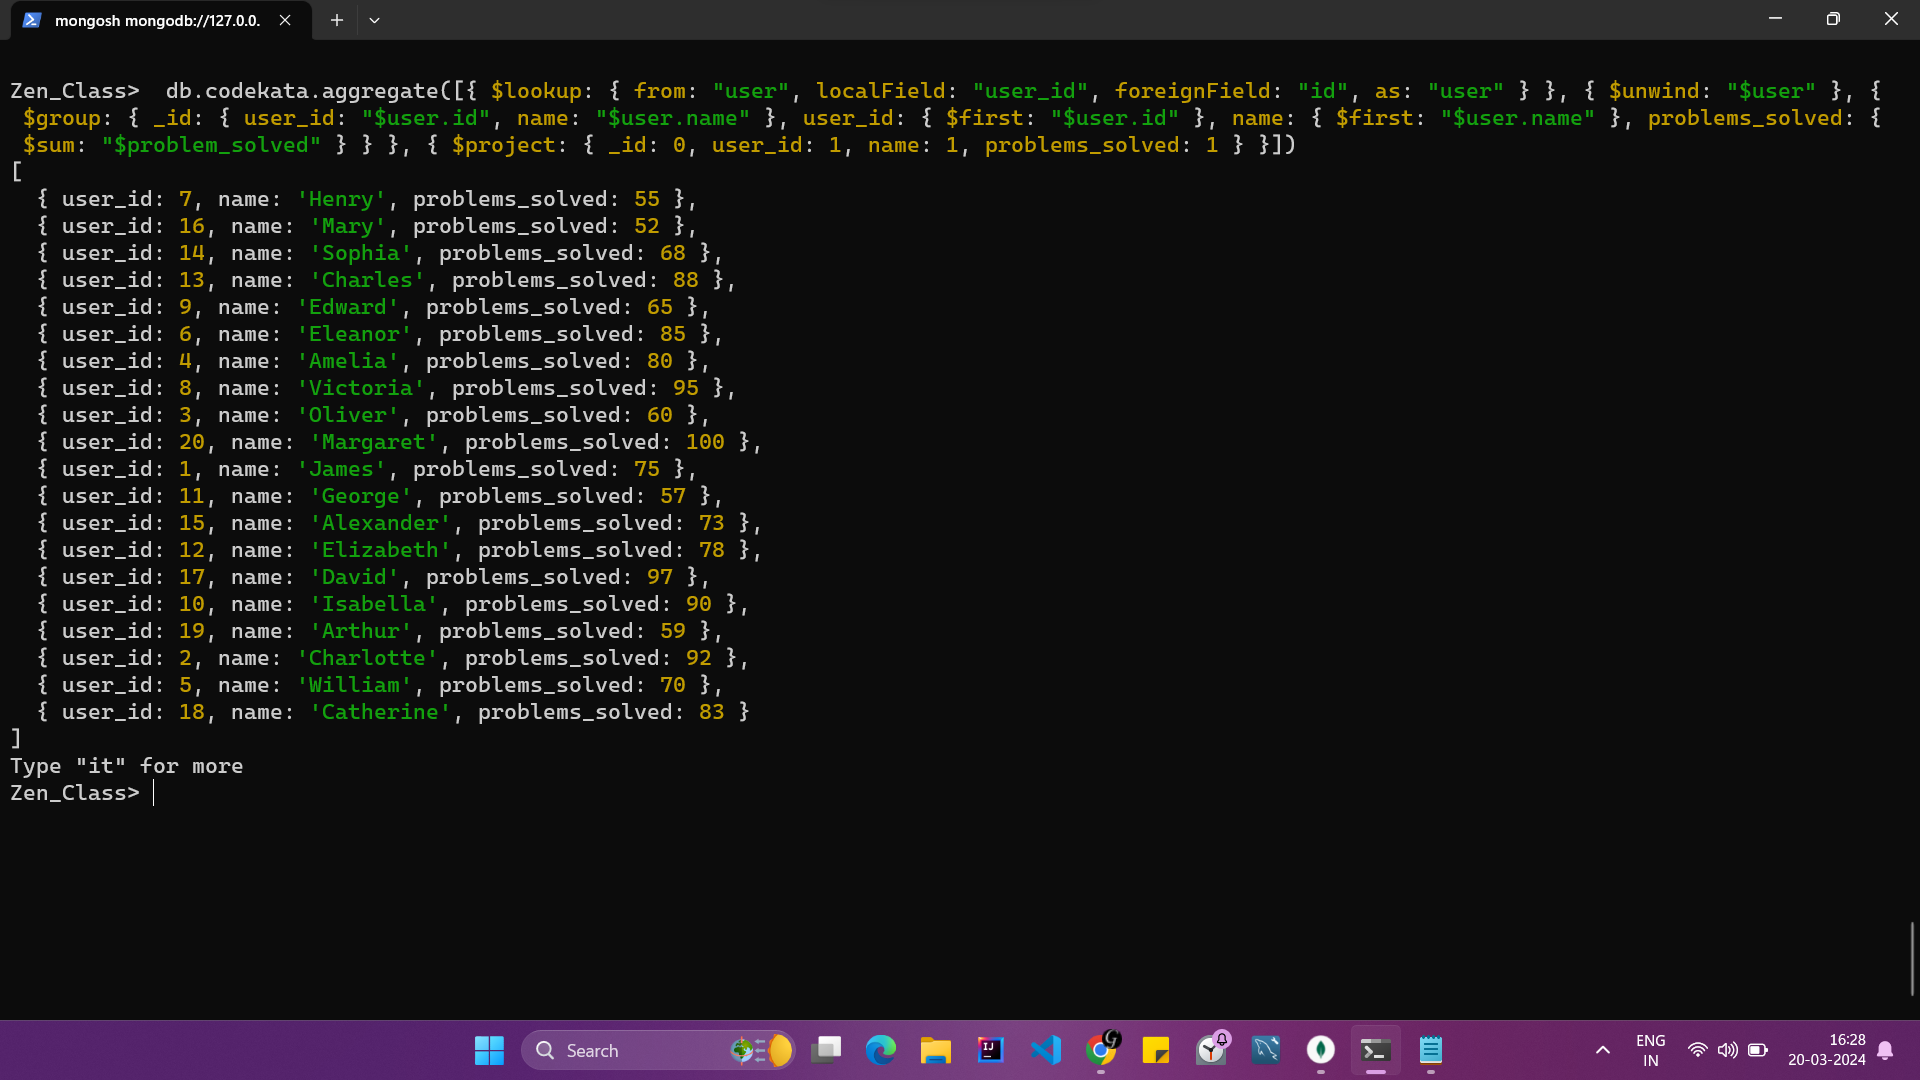 mongosh mongodb://127.0.0.
Zen_Class>  db.codekata.aggregate([{ $lookup: { from: "user", localField: "user_id", foreignField: "id", as: "user" } }, { $unwind: "$user" }, {
 $group: { _id: { user_id: "$user.id", name: "$user.name" }, user_id: { $first: "$user.id" }, name: { $first: "$user.name" }, problems_solved: {
 $sum: "$problem_solved" } } }, { $project: { _id: 0, user_id: 1, name: 1, problems_solved: 1 } }])
[
  { user_id: 7, name: 'Henry', problems_solved: 55 },
  { user_id: 16, name: 'Mary', problems_solved: 52 },
  { user_id: 14, name: 'Sophia', problems_solved: 68 },
  { user_id: 13, name: 'Charles', problems_solved: 88 },
  { user_id: 9, name: 'Edward', problems_solved: 65 },
  { user_id: 6, name: 'Eleanor', problems_solved: 85 },
  { user_id: 4, name: 'Amelia', problems_solved: 80 },
  { user_id: 8, name: 'Victoria', problems_solved: 95 },
  { user_id: 3, name: 'Oliver', problems_solved: 60 },
  { user_id: 20, name: 'Margaret', problems_solved: 100 },
  { user_id: 1, name: 'James', problems_solved: 75 },
  { user_id: 11, name: 'George', problems_solved: 57 },
  { user_id: 15, name: 'Alexander', problems_solved: 73 },
  { user_id: 12, name: 'Elizabeth', problems_solved: 78 },
  { user_id: 17, name: 'David', problems_solved: 97 },
  { user_id: 10, name: 'Isabella', problems_solved: 90 },
  { user_id: 19, name: 'Arthur', problems_solved: 59 },
  { user_id: 2, name: 'Charlotte', problems_solved: 92 },
  { user_id: 5, name: 'William', problems_solved: 70 },
  { user_id: 18, name: 'Catherine', problems_solved: 83 }
]
Type "it" for more
Zen_Class>
Search
ENG
IN
16:28
20-03-2024